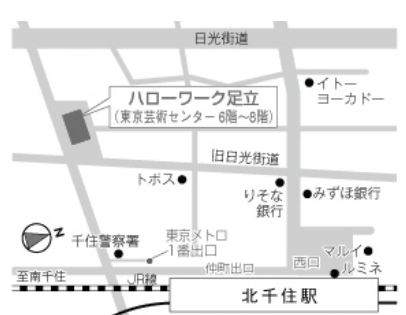 日光街道
イトー
ヨーカドー
ハローワーク足立
(東京芸術センター 6階~8階)
旧日光街道
トポス
りそな
銀行
みずほ銀行
N
千住警察署
東京メトロ
1番出口
仲町出口
西口
マルイ
ルミネ
至南千住
JR線
北千住駅